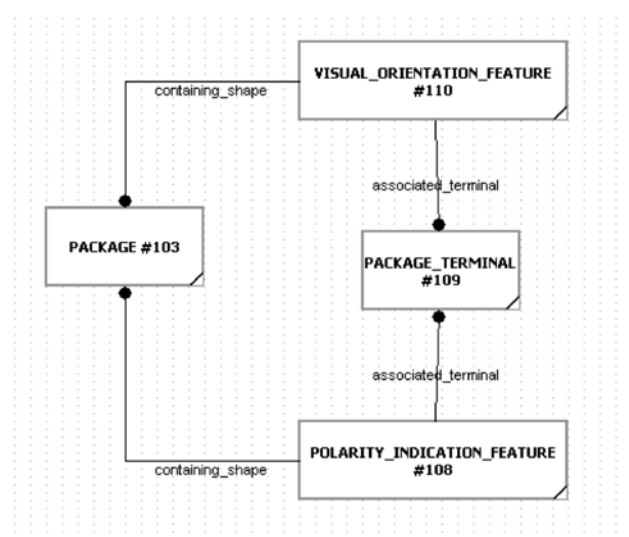 VISUAL_ORIENTATION_FEATURE
#110
containing_shape
associated_terminal
PACKAGE #103
PACKAGE_TERMINAL
#109
associated_terminal
POLARITY_INDICATION_FEATURE
#108
containing_shape